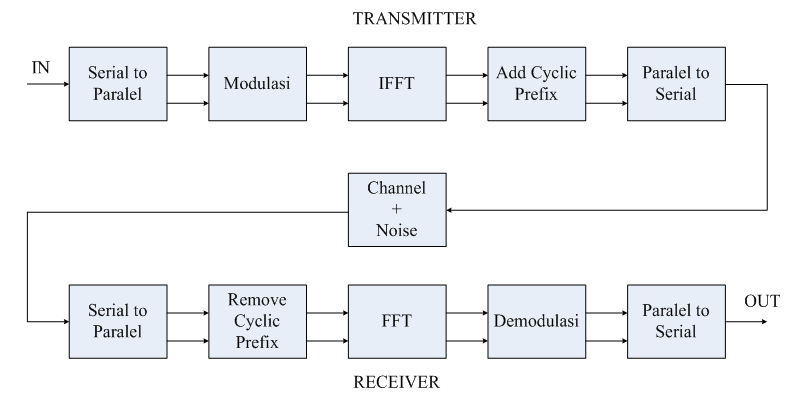 TRANSMITTER
IN
Serial to
Paralel
Modulasi
IFFT
Add Cyclic
Prefix
Paralel to
Serial
Channel
+
Noise
Serial to
Paralel
Remove
Cyclic
Prefix
FFT
Demodulasi
Paralel to
Serial
OUT
RECEIVER